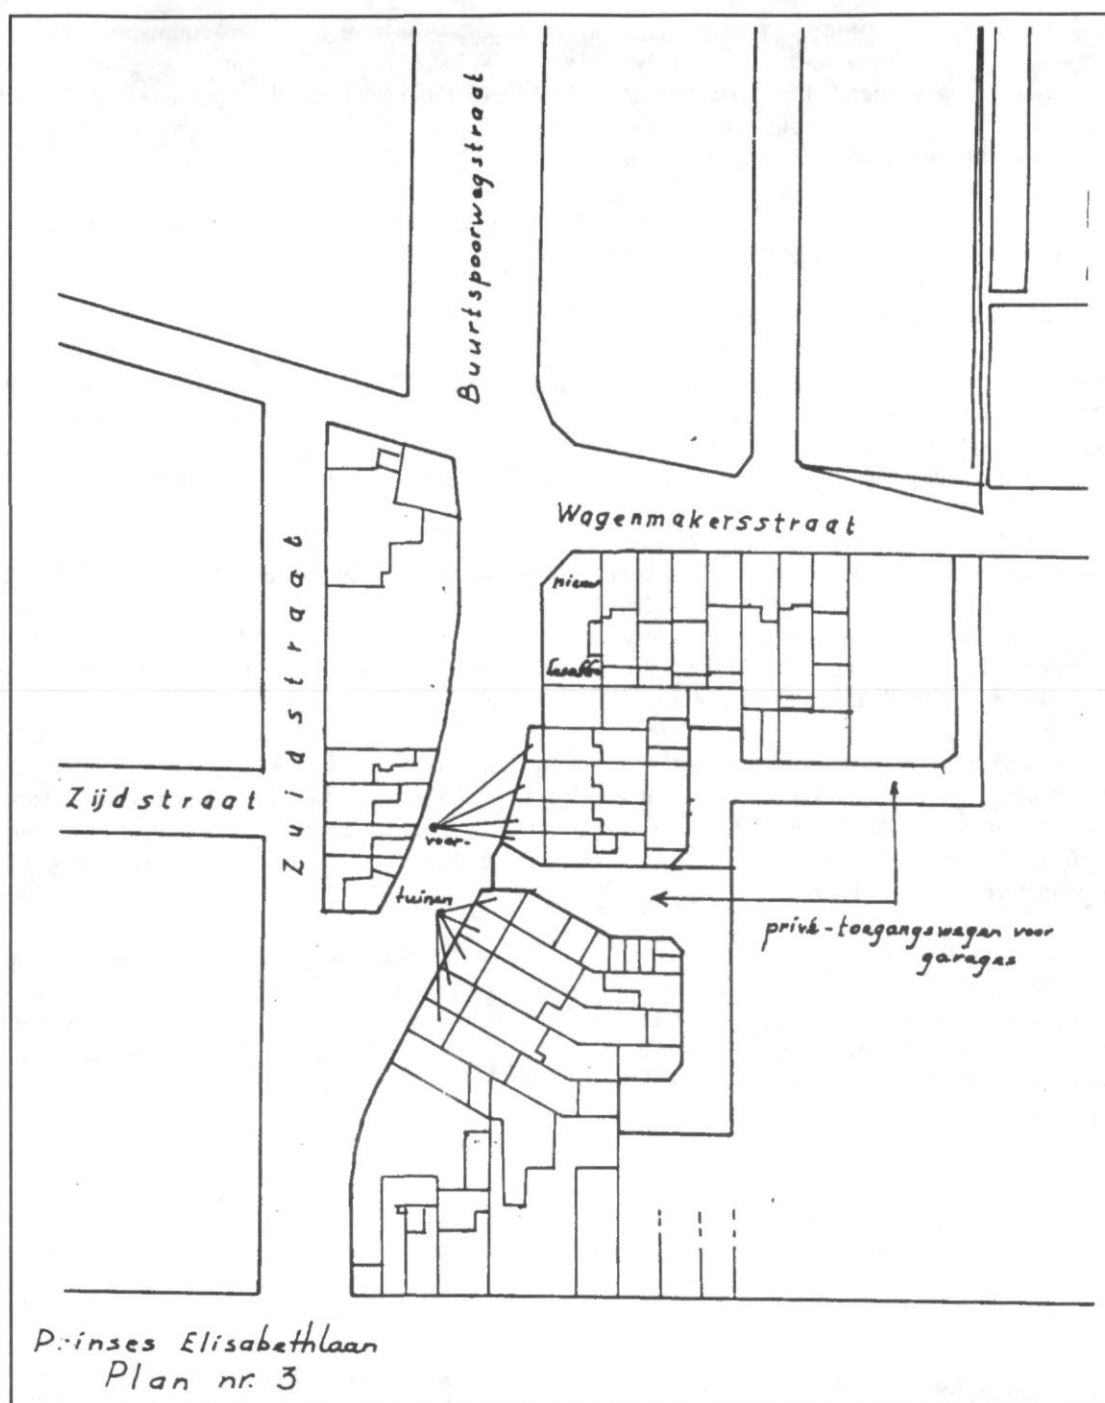 Buurtspoorwegstraat
Wagenmakersstraat
nieuw
Zuidstraat
Zijdstraat
voor-
tuinen
privé-toegangswegen voor
garages
Prinses Elisabethlaan
Plan nr. 3